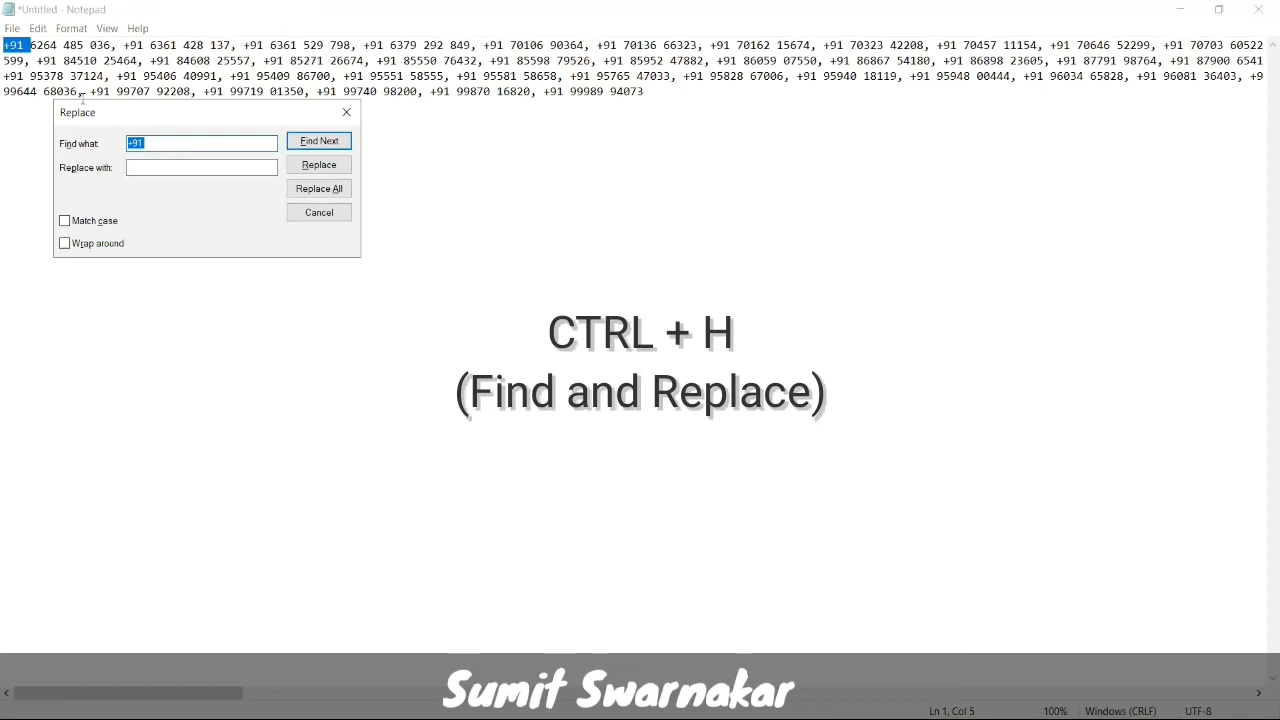 *Untitled - Notepad
File Edit Format View Help
+91 6264 485 036, +91 6361 428 137, +91 6361 529 798, +91 6379 292 849, +91 70106 90364, +91 70136 66323, +91 70162 15674, +91 70323 42208, +91 70457 11154, +91 70646 52299, +91 70703 60522
599, +91 84510 25464, +91 84608 25557, +91 85271 26674, +91 85550 76432, +91 85598 79526, +91 85952 47882, +91 86059 07550, +91 86867 54180, +91 86898 23605, +91 87791 98764, +91 87900 6541
+91 95378 37124, +91 95406 40991, +91 95409 86700, +91 95551 58555, +91 95581 58658, +91 95765 47033, +91 95828 67006, +91 95940 18119, +91 95948 00444, +91 96034 65828, +91 96081 36403, +9
99644 68036, +91 99707 92208, +91 99719 01350, +91 99740 98200, +91 99870 16820, +91 99989 94073
Replace
Find what: +91 Find Next
Replace with: Replace
Replace All
Cancel
Match case
Wrap around
CTRL + H
(Find and Replace)
Sumit Swarnakar
Ln 1, Col 5 100% Windows (CRLF) UTF-8